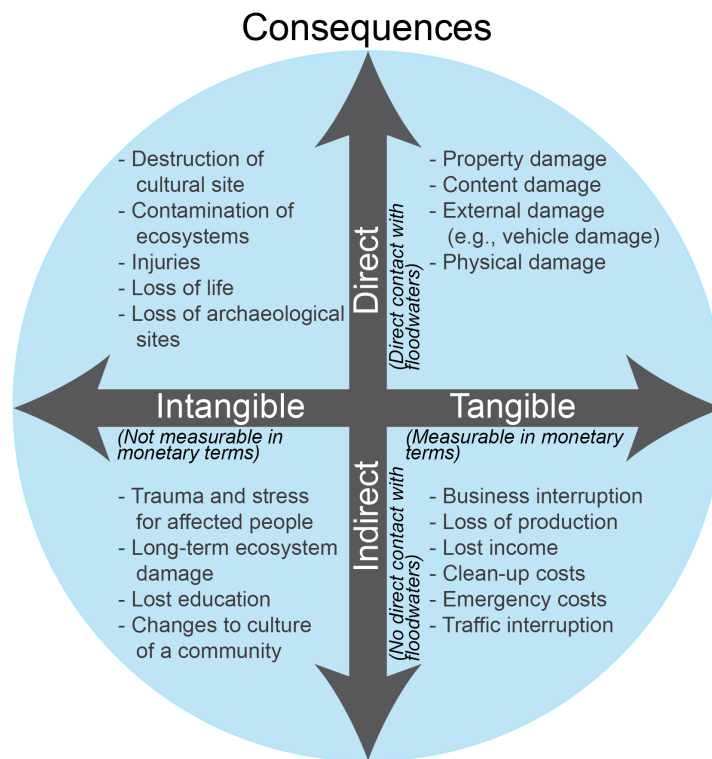 Consequences
- Destruction of
cultural site
- Contamination of
ecosystems
- Injuries
- Loss of life
- Loss of archaeological
sites
Direct
(Direct contact with
floodwaters)
- Property damage
- Content damage
- External damage
(e.g., vehicle damage)
- Physical damage
Intangible
(Not measurable in
monetary terms)
Tangible
(Measurable in monetary
terms)
- Trauma and stress
for affected people
- Long-term ecosystem
damage
- Lost education
- Changes to culture
of a community
Indirect
(No direct contact with
floodwaters)
- Business interruption
- Loss of production
- Lost income
- Clean-up costs
- Emergency costs
- Traffic interruption